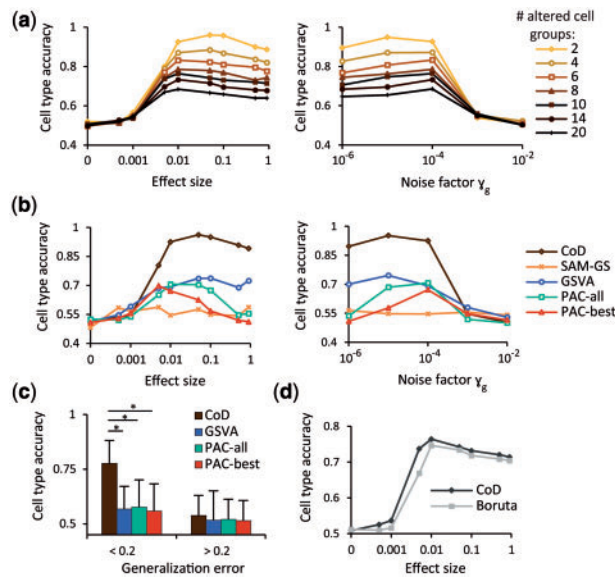 (a)
Cell type accuracy
1
0.8
0.6
0.4
0 0.001 0.01 0.1 1
Effect size
1
0.8
0.6
0.4
10⁻⁶ 10⁻⁴ 10⁻²
Noise factor γg
# altered cell
groups:
2
4
6
8
10
14
20
(b)
Cell type accuracy
1
0.85
0.7
0.55
0.4
0 0.001 0.01 0.1 1
Effect size
Cell type accuracy
1
0.85
0.7
0.55
0.4
10⁻⁶ 10⁻⁴ 10⁻²
Noise factor γg
CoD
SAM-GS
GSVA
PAC-all
PAC-best
(c)
Cell type accuracy
1
0.75
0.5
* * *
CoD
GSVA
PAC-all
PAC-best
< 0.2 > 0.2
Generalization error
(d)
Cell type accuracy
0.8
0.7
0.6
0.5
0 0.001 0.01 0.1 1
Effect size
CoD
Boruta